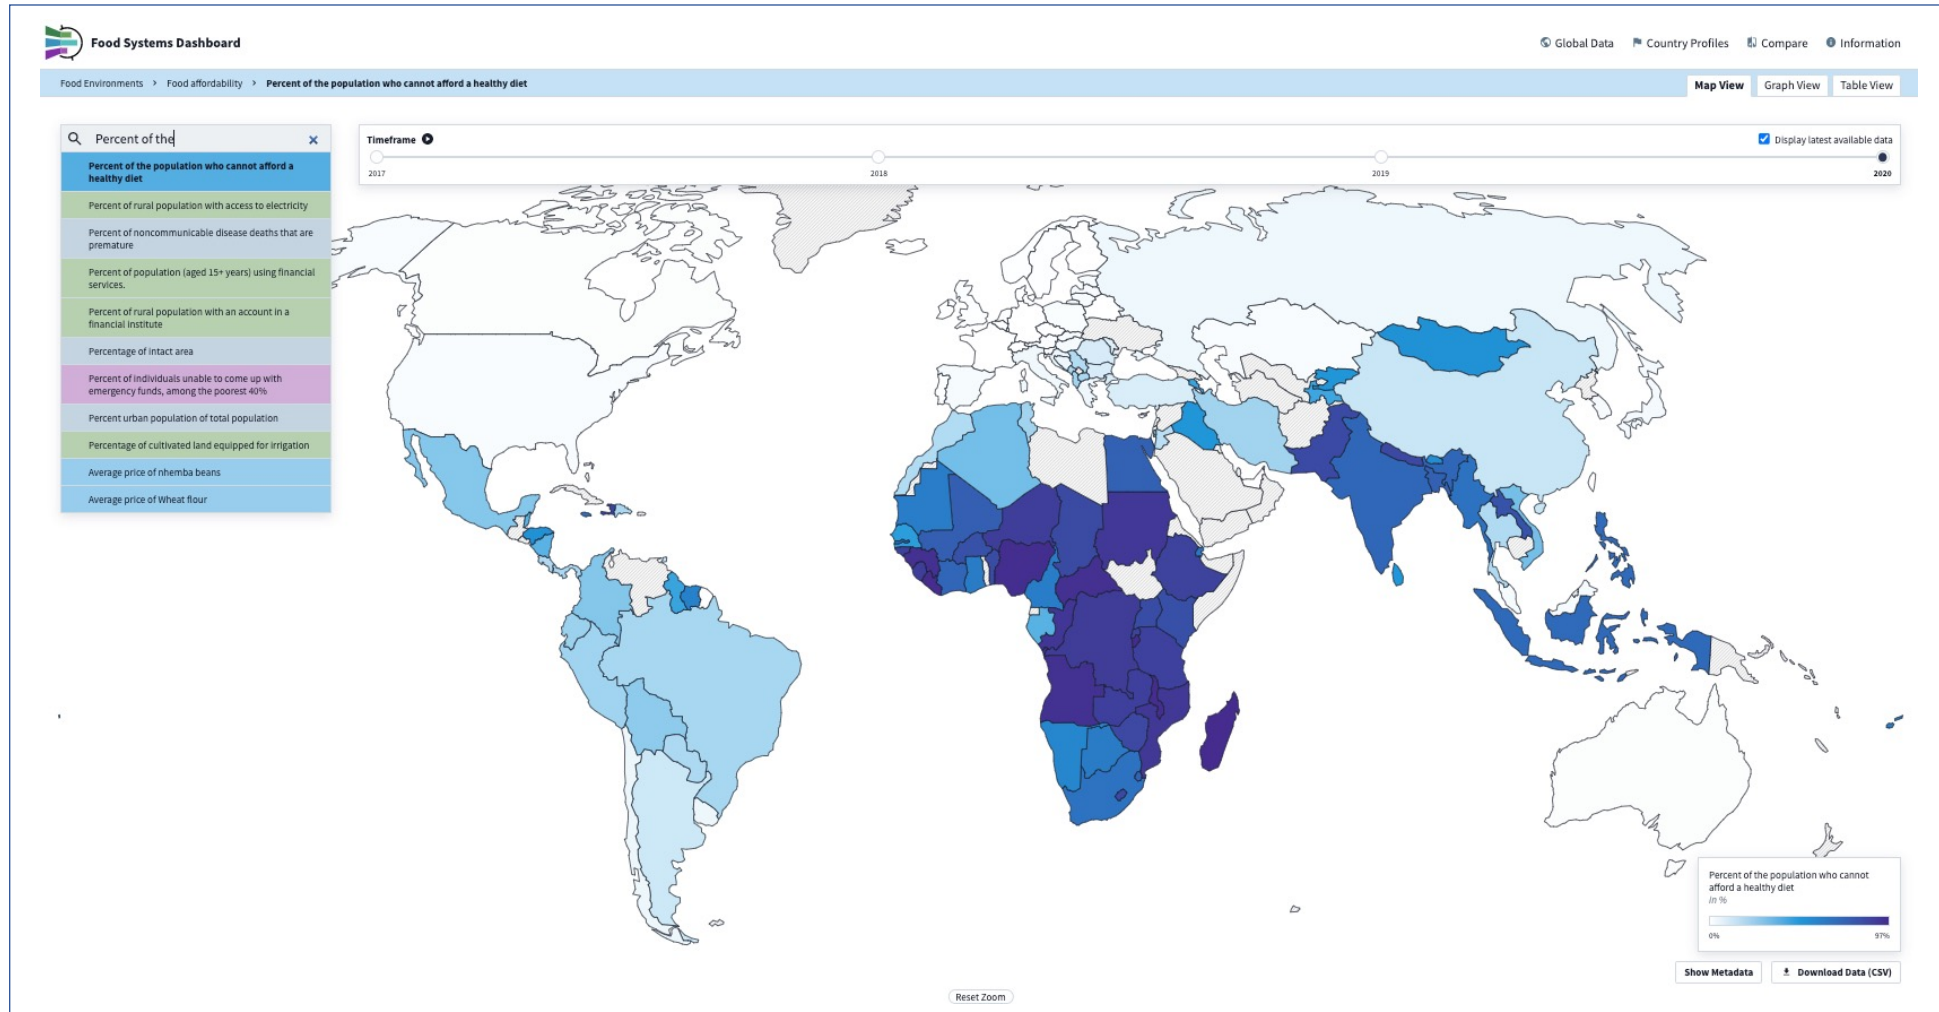 Food Systems Dashboard
Global Data
Country Profiles
Compare
Information
Food Environments > Food affordability > Percent of the population who cannot afford a healthy diet
Map View
Graph View
Table View
Percent of the
Percent of the population who cannot afford a
healthy diet
Percent of rural population with access to electricity
Percent of noncommunicable disease deaths that are
premature
Percent of population (aged 15+ years) using financial
services.
Percent of rural population with an account in a
financial institute
Percentage of intact area
Percent of individuals unable to come up with
emergency funds, among the poorest 40%
Percent urban population of total population
Percentage of cultivated land equipped for irrigation
Average price of nhemba beans
Average price of Wheat flour
Timeframe
Display latest available data
2017
2018
2019
2020
Percent of the population who cannot
afford a healthy diet
In %
0%
97%
Show Metadata
Download Data (CSV)
Reset Zoom